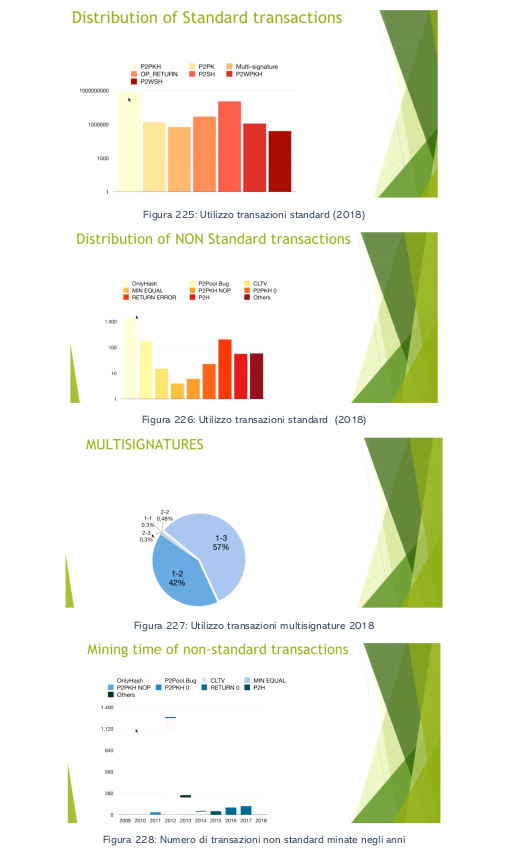 Distribution of Standard transactions
P2PKH P2PK Multi-signature
OP_RETURN P2SH P2WPKH
P2WSH
1000000000
1000000
1000
1
Figura 225: Utilizzo transazioni standard (2018)
Distribution of NON Standard transactions
OnlyHash P2Pool Bug CLTV
MIN EQUAL P2PKH NOP P2PKH 0
RETURN ERROR P2H Others
1.000
100
10
1
Figura 226: Utilizzo transazioni standard (2018)
MULTISIGNATURES
2-2
0,48%
1-1
0,3%
2-3
0,3%
1-3
57%
1-2
42%
Figura 227: Utilizzo transazioni multisignature 2018
Mining time of non-standard transactions
OnlyHash P2Pool Bug CLTV MIN EQUAL
P2PKH NOP P2PKH 0 RETURN 0 P2H
Others
1.400
1.120
840
560
280
0
2009 2010 2011 2012 2013 2014 2015 2016 2017 2018
Figura 228: Numero di transazioni non standard minate negli anni